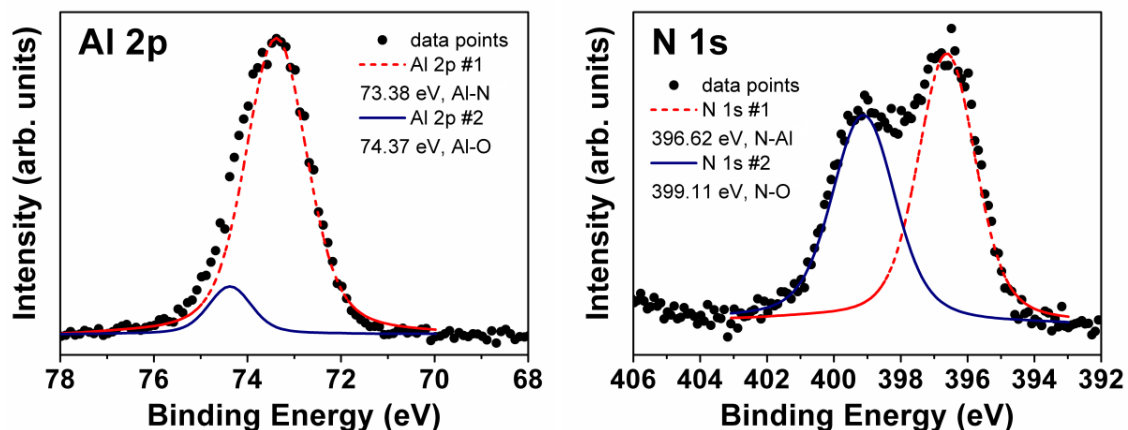 Al 2p
data points
Al 2p #1
73.38 eV, Al-N
Al 2p #2
74.37 eV, Al-O
Intensity (arb. units)
78 76 74 72 70 68
Binding Energy (eV)
N 1s
data points
N 1s #1
396.62 eV, N-Al
N 1s #2
399.11 eV, N-O
Intensity (arb. units)
406 404 402 400 398 396 394 392
Binding Energy (eV)